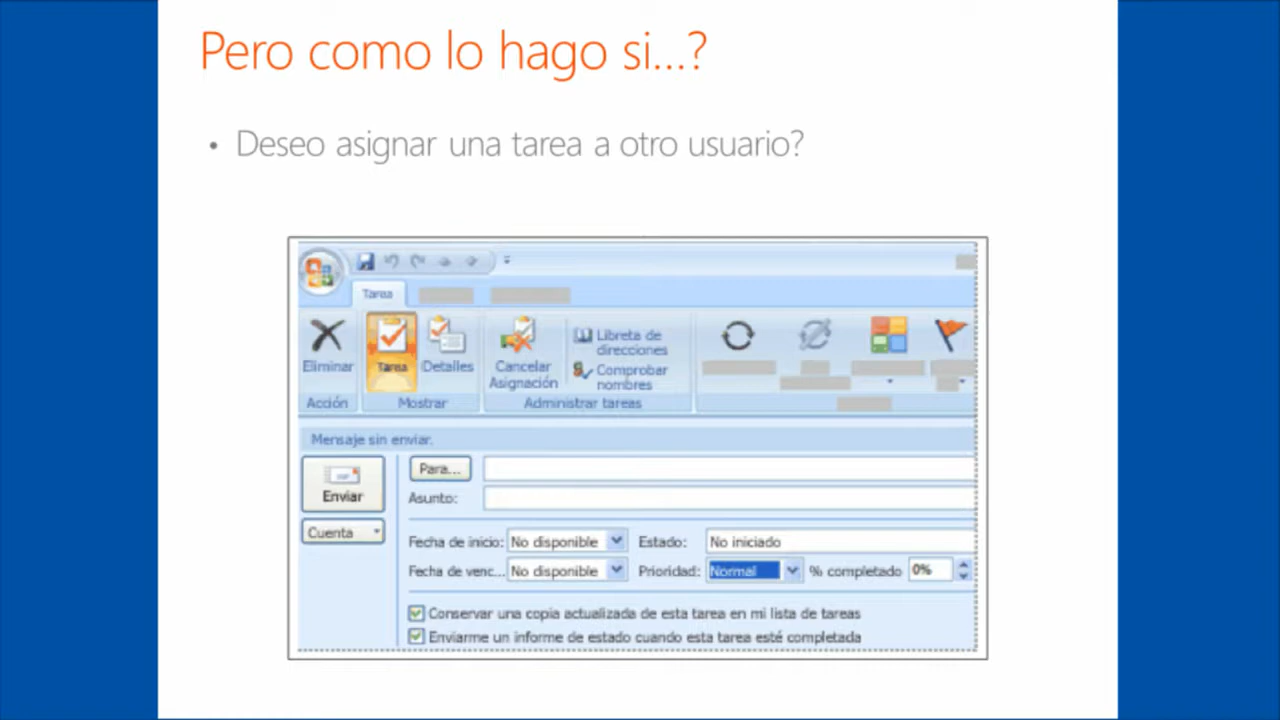 Pero como lo hago si...?
• Deseo asignar una tarea a otro usuario?
Tarea
Eliminar
Tarea
Detalles
Cancelar
Asignación
Libreta de
direcciones
Comprobar
nombres
Acción
Mostrar
Administrar tareas
Mensaje sin enviar.
Enviar
Cuenta
Para...
Asunto:
Fecha de inicio: No disponible Estado: No iniciado
Fecha de venc... No disponible Prioridad: Normal % completado 0%
Conservar una copia actualizada de esta tarea en mi lista de tareas
Enviarme un informe de estado cuando esta tarea esté completada